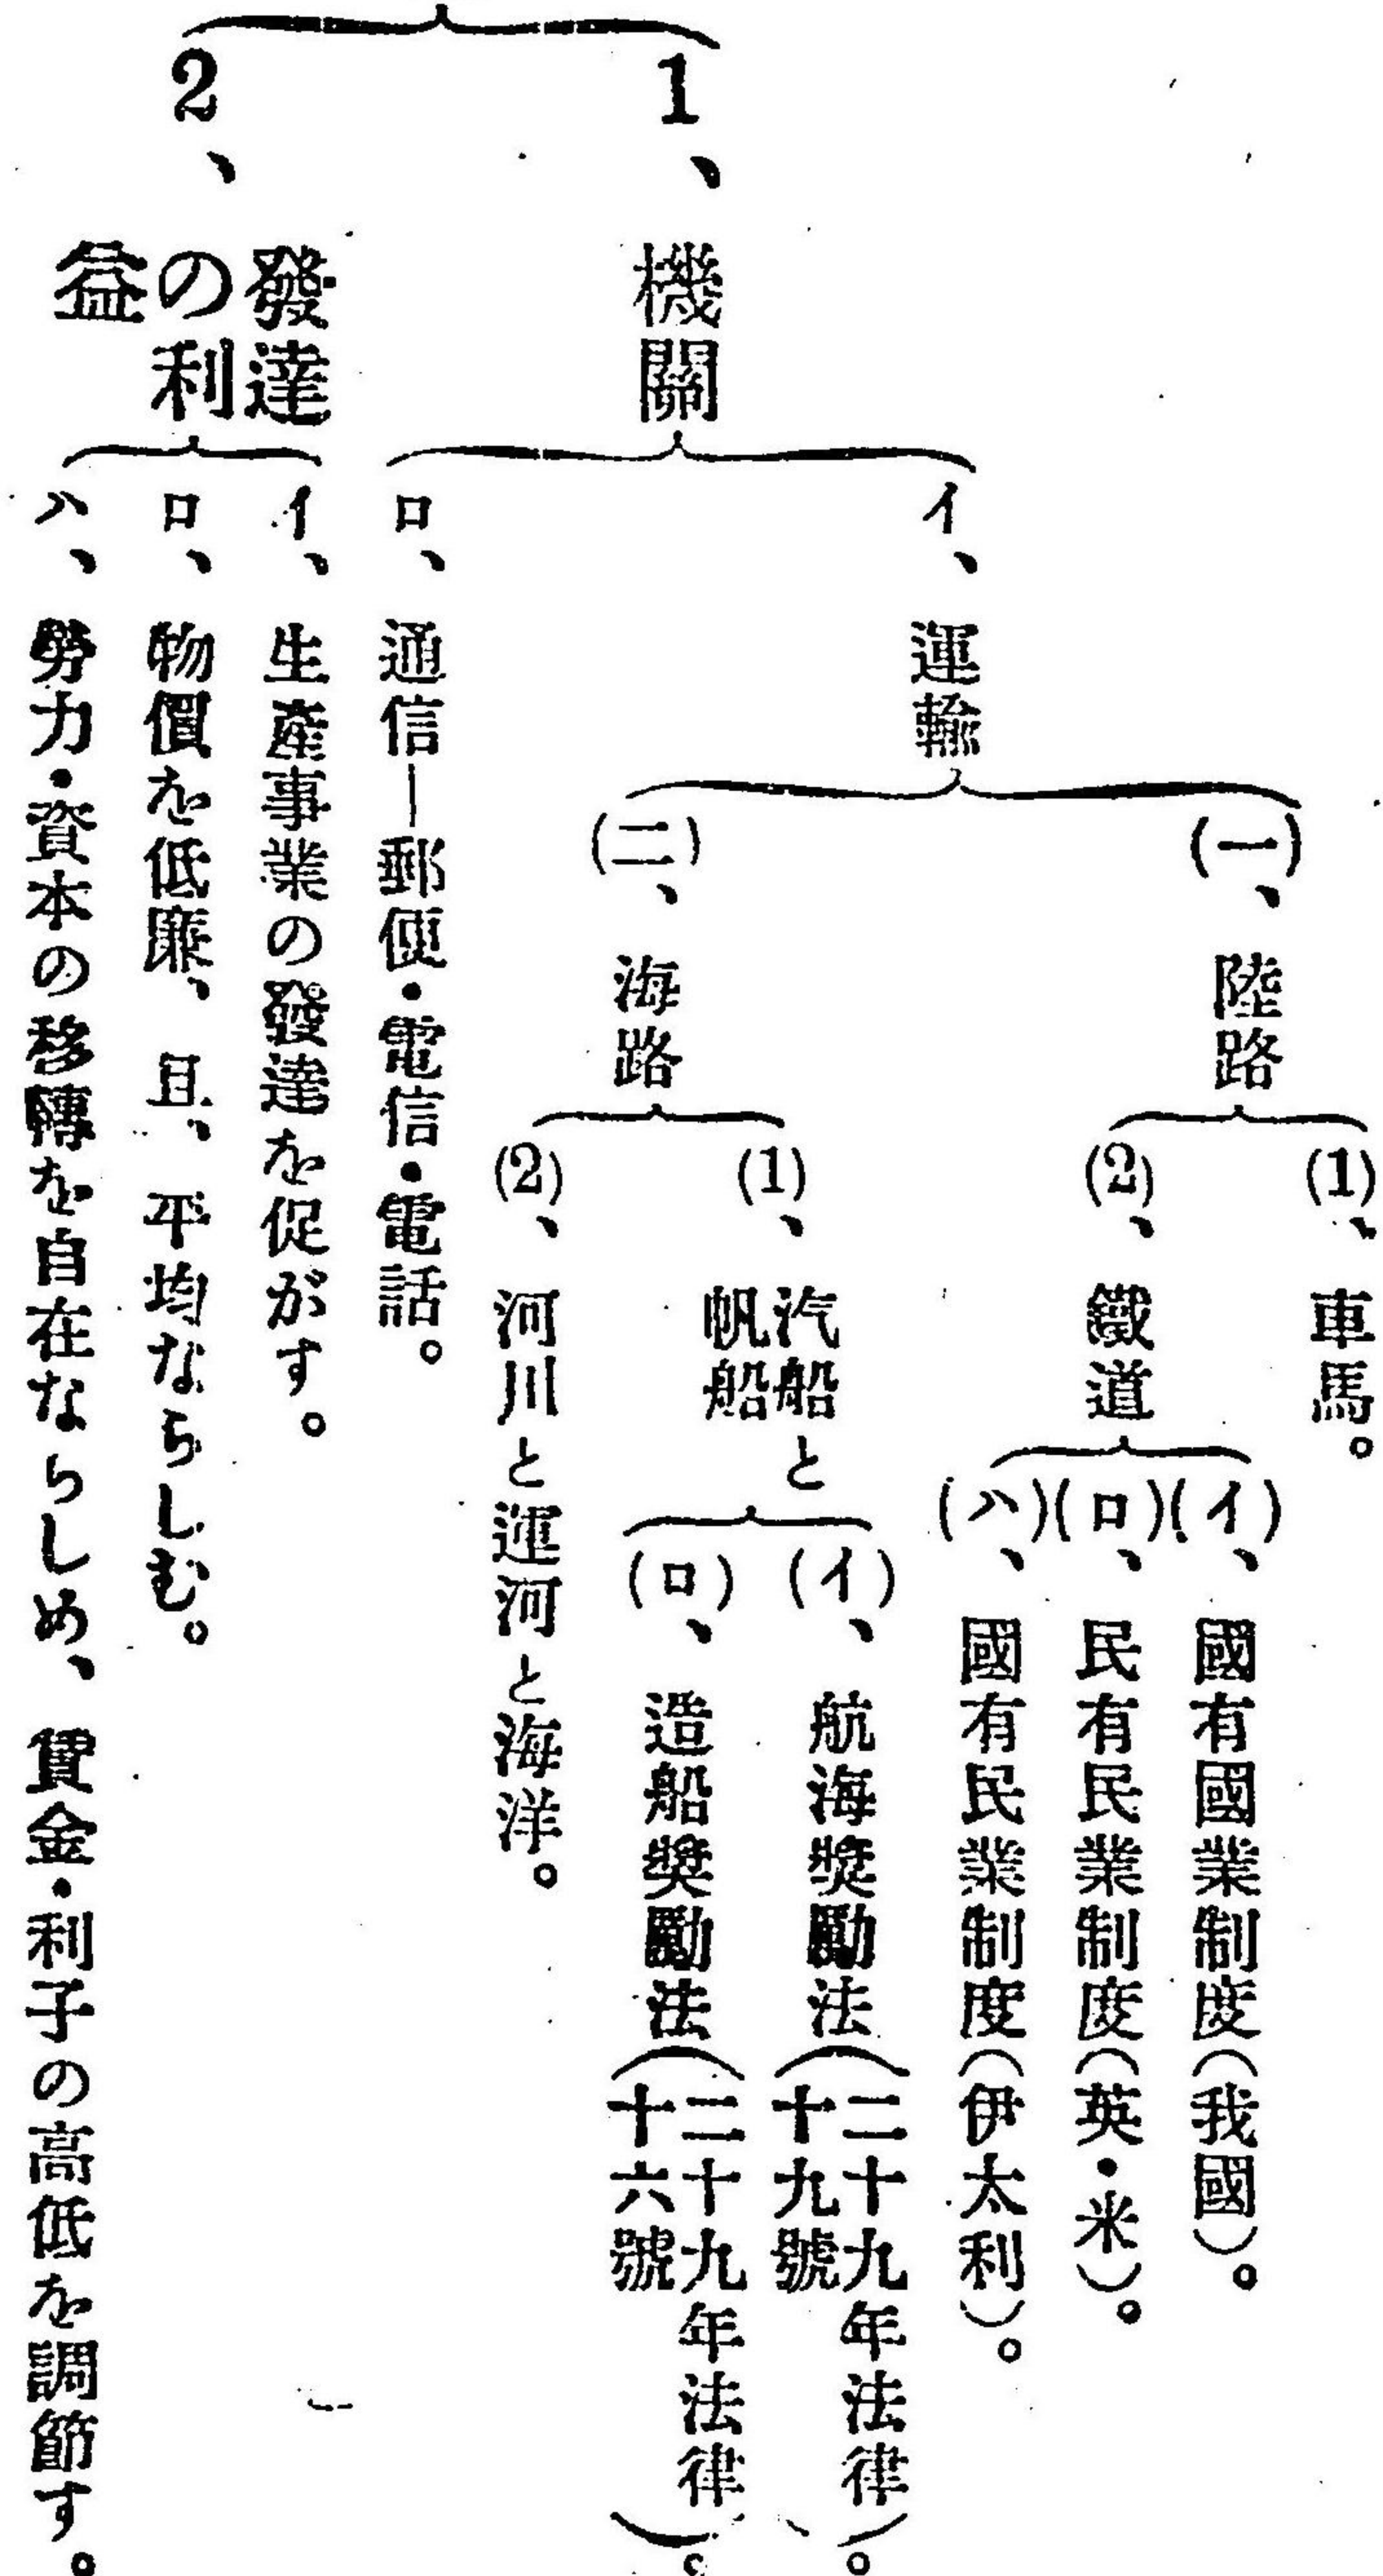 1、機關
イ、運輸
(一)、陸路
(1)、車馬。
(2)、鐵道
(イ)、國有國業制度(我國)。
(ロ)、民有民業制度(英・米)。
(ハ)、國有民業制度(伊太利)。
(二)、海路
(1)、汽船と
帆船
(イ)、航海獎勵法(二十九年法律
十九號)。
(ロ)、造船獎勵法(二十九年法律
十六號)。
(2)、河川と運河と海洋。
ロ、通信―郵便・電信・電話。
2、發達
の利
益
イ、生產事業の發達を促がす。
ロ、物價を低廉、且、平均ならしむ。
ハ、勞力・資本の移轉を自在ならしめ、賃金・利子の高低を調節す。